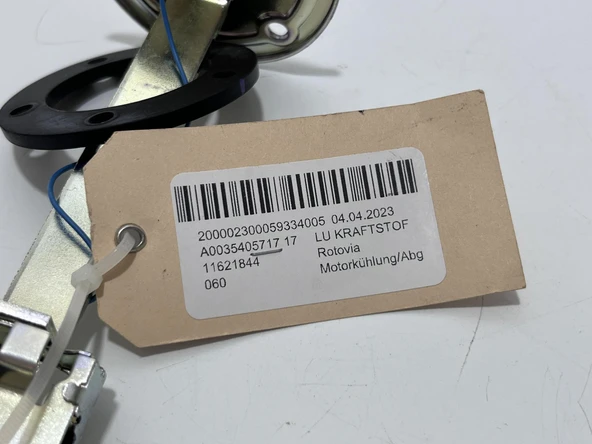 200002300059334005 04.04.2023
A0035405717 17 LU KRAFTSTOF
11621844 Rotovia
060 Motorkühlung/Abg